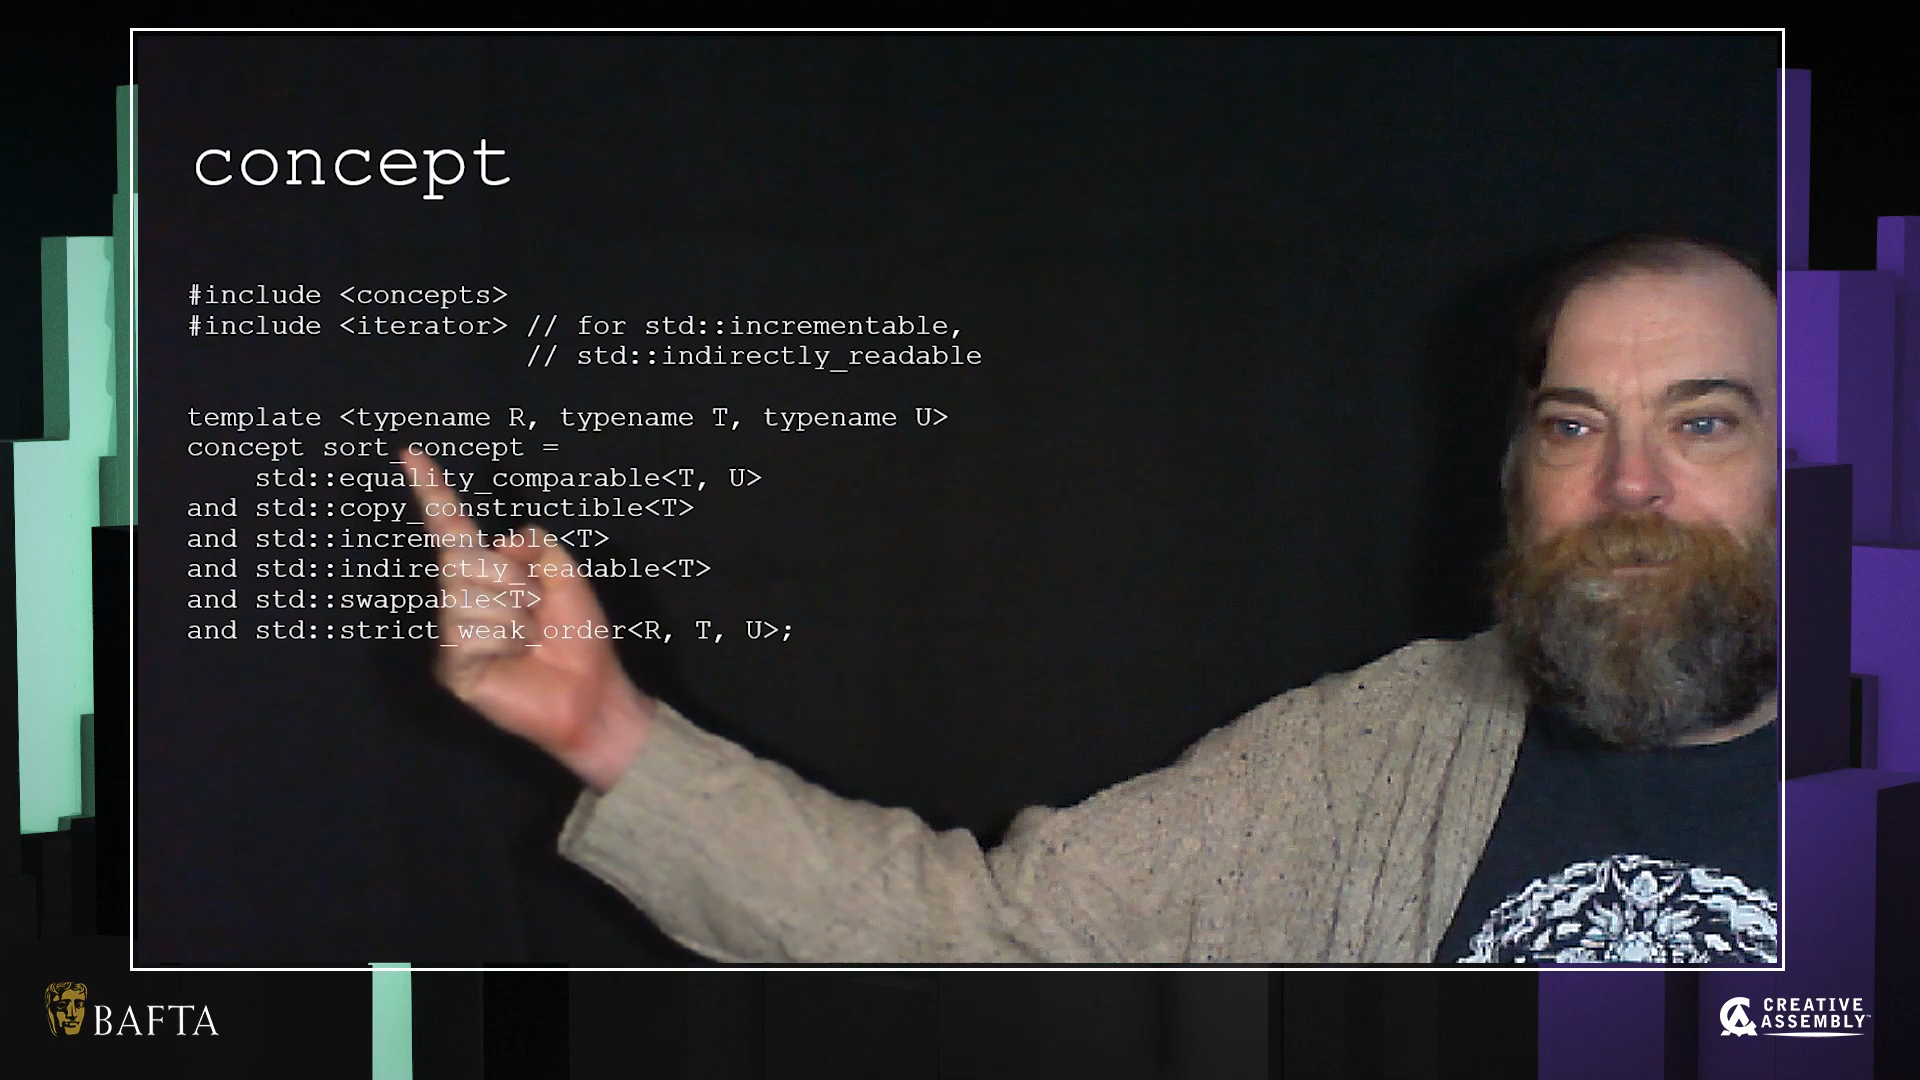 concept
#include <concepts>
#include <iterator> // for std::incrementable,
// std::indirectly_readable
template <typename R, typename T, typename U>
concept sort_concept =
std::equality_comparable<T, U>
and std::copy_constructible<T>
and std::incrementable<T>
and std::indirectly_readable<T>
and std::swappable<T>
and std::strict_weak_order<R, T, U>;
BAFTA
CREATIVE
ASSEMBLY™